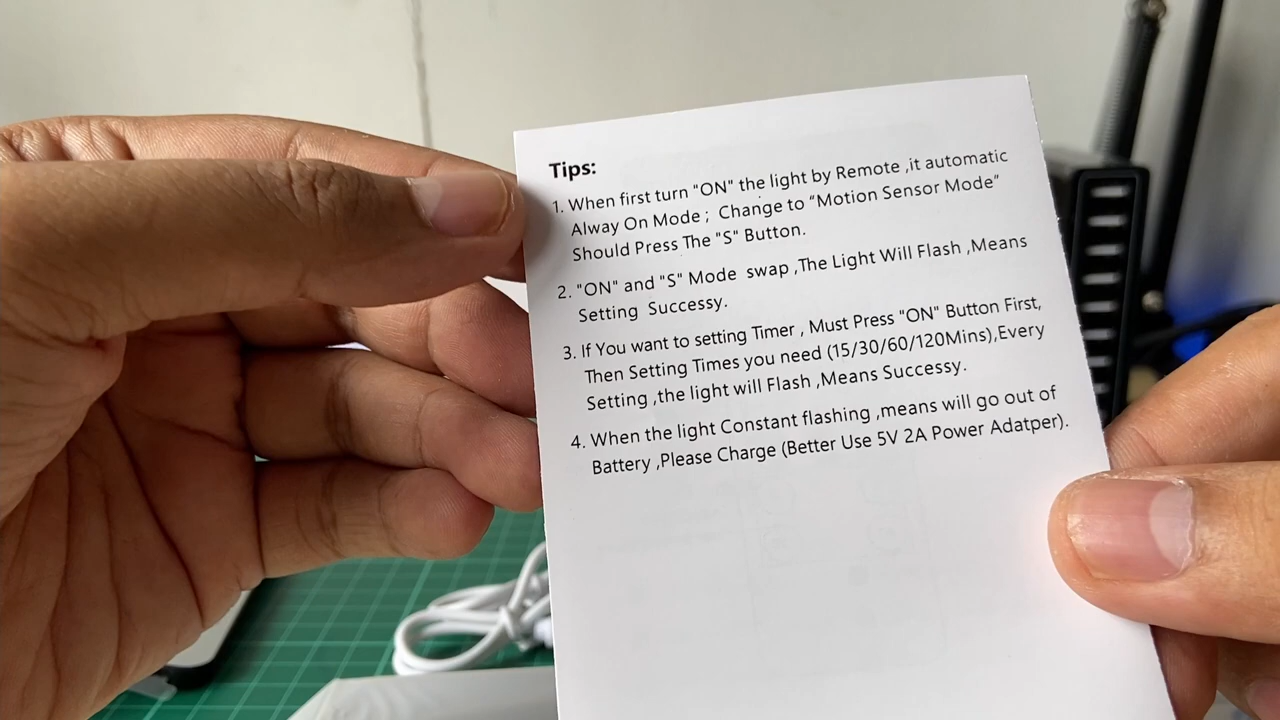 Tips:
1. When first turn "ON" the light by Remote ,it automatic
Alway On Mode ; Change to “Motion Sensor Mode”
Should Press The "S" Button.
2. "ON" and "S" Mode swap ,The Light Will Flash ,Means
Setting Successy.
3. If You want to setting Timer , Must Press "ON" Button First,
Then Setting Times you need (15/30/60/120Mins),Every
Setting ,the light will Flash ,Means Successy.
4. When the light Constant flashing ,means will go out of
Battery ,Please Charge (Better Use 5V 2A Power Adatper).